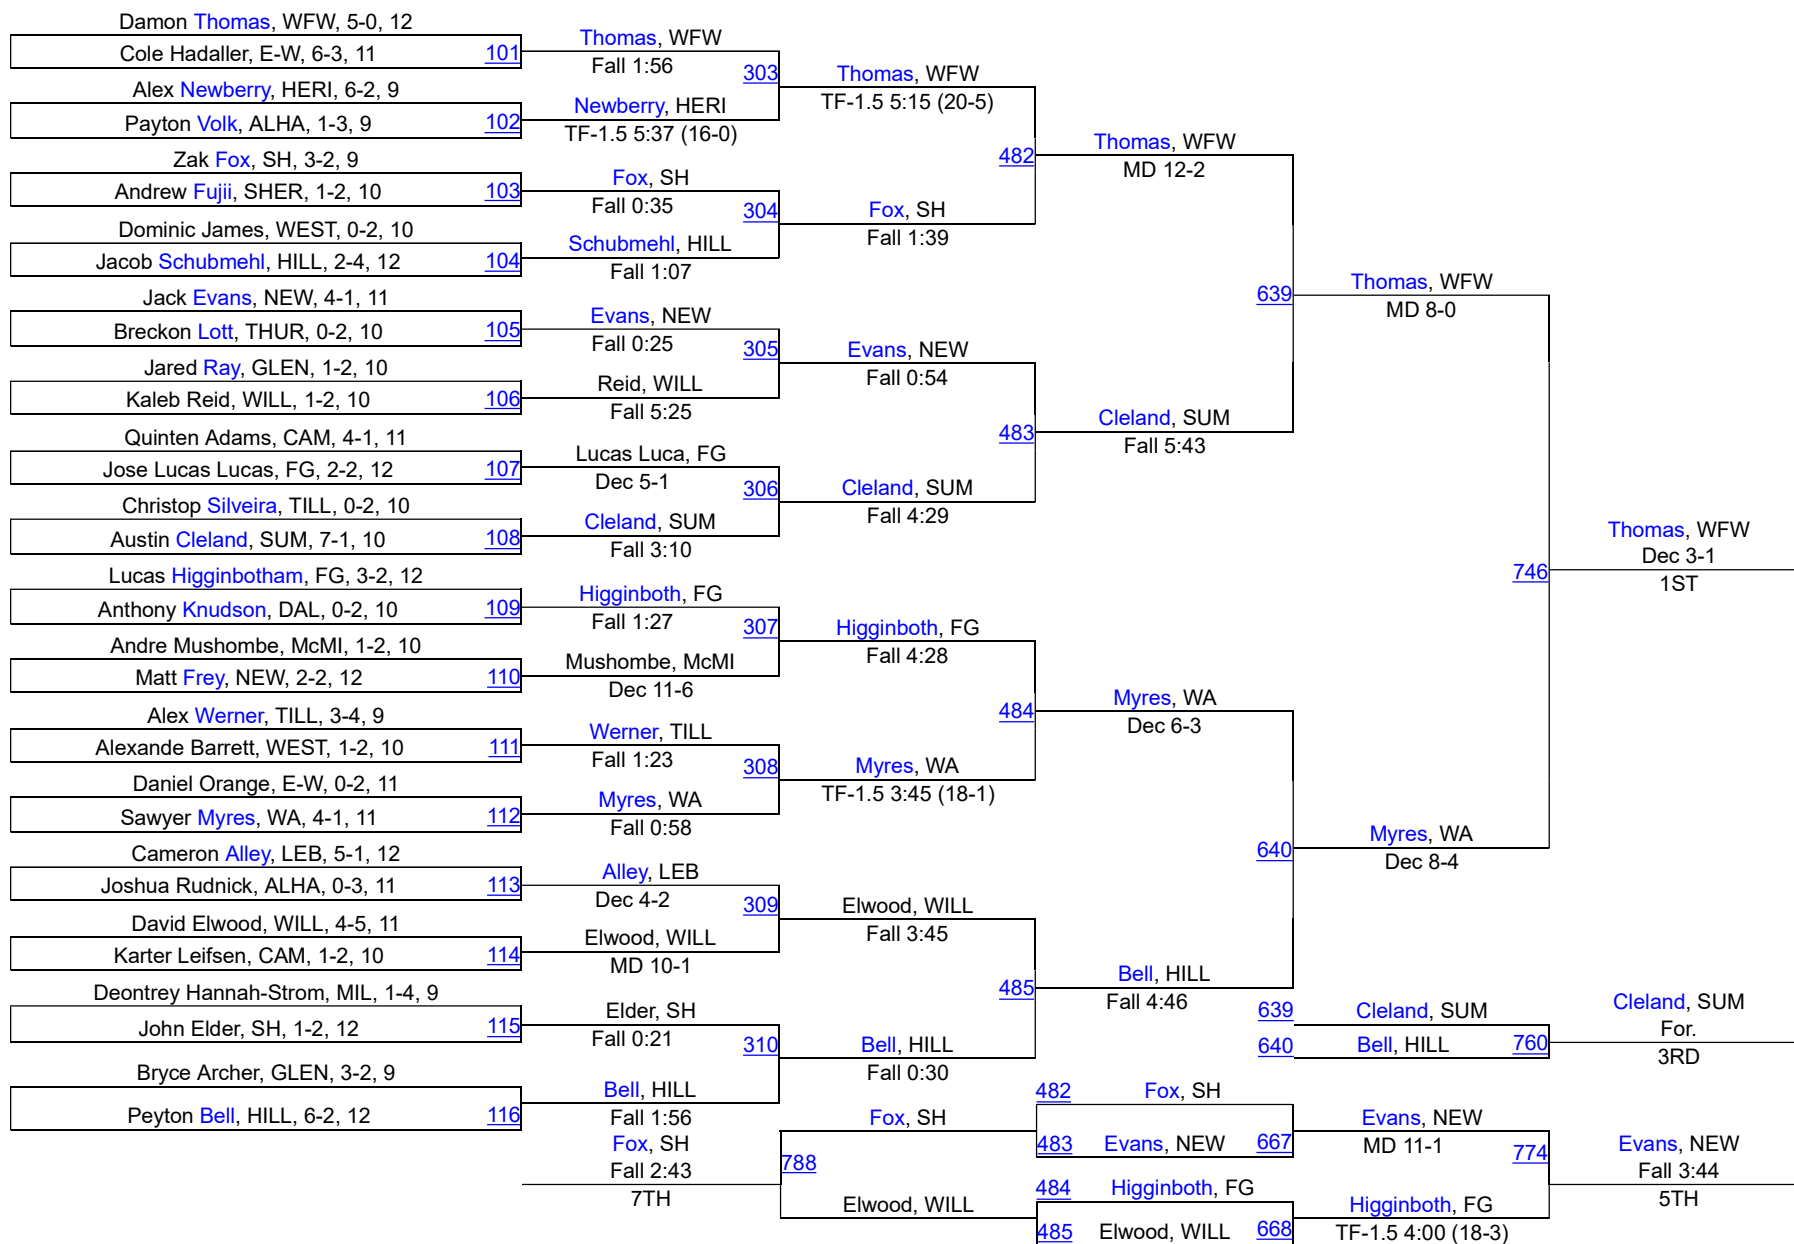 Damon Thomas, WFW, 5-0, 12
Cole Hadaller, E-W, 6-3, 11
101
Alex Newberry, HERI, 6-2, 9
Payton Volk, ALHA, 1-3, 9
102
Zak Fox, SH, 3-2, 9
Andrew Fujii, SHER, 1-2, 10
103
Dominic James, WEST, 0-2, 10
Jacob Schubmehl, HILL, 2-4, 12
104
Jack Evans, NEW, 4-1, 11
Breckon Lott, THUR, 0-2, 10
105
Jared Ray, GLEN, 1-2, 10
Kaleb Reid, WILL, 1-2, 10
106
Quinten Adams, CAM, 4-1, 11
Jose Lucas Lucas, FG, 2-2, 12
107
Christop Silveira, TILL, 0-2, 10
Austin Cleland, SUM, 7-1, 10
108
Lucas Higginbotham, FG, 3-2, 12
Anthony Knudson, DAL, 0-2, 10
109
Andre Mushombe, McMI, 1-2, 10
Matt Frey, NEW, 2-2, 12
110
Alex Werner, TILL, 3-4, 9
Alexande Barrett, WEST, 1-2, 10
111
Daniel Orange, E-W, 0-2, 11
Sawyer Myres, WA, 4-1, 11
112
Cameron Alley, LEB, 5-1, 12
Joshua Rudnick, ALHA, 0-3, 11
113
David Elwood, WILL, 4-5, 11
Karter Leifsen, CAM, 1-2, 10
114
Deontrey Hannah-Strom, MIL, 1-4, 9
John Elder, SH, 1-2, 12
115
Bryce Archer, GLEN, 3-2, 9
Peyton Bell, HILL, 6-2, 12
116
Thomas, WFW
Fall 1:56
303
Newberry, HERI
TF-1.5 5:37 (16-0)
Fox, SH
Fall 0:35
304
Schubmehl, HILL
Fall 1:07
Evans, NEW
Fall 0:25
305
Reid, WILL
Fall 5:25
Lucas Luca, FG
Dec 5-1
306
Cleland, SUM
Fall 3:10
Higginboth, FG
Fall 1:27
307
Mushombe, McMI
Dec 11-6
Werner, TILL
Fall 1:23
308
Myres, WA
Fall 0:58
Alley, LEB
Dec 4-2
309
Elwood, WILL
MD 10-1
Elder, SH
Fall 0:21
310
Bell, HILL
Fall 1:56
Fox, SH
Fall 2:43
7TH
788
Thomas, WFW
TF-1.5 5:15 (20-5)
482
Fox, SH
Fall 1:39
Evans, NEW
Fall 0:54
483
Cleland, SUM
Fall 4:29
Higginboth, FG
Fall 4:28
484
Myres, WA
TF-1.5 3:45 (18-1)
Elwood, WILL
Fall 3:45
485
Bell, HILL
Fall 0:30
Fox, SH
Elwood, WILL
Thomas, WFW
MD 12-2
639
Cleland, SUM
Fall 5:43
Myres, WA
Dec 6-3
640
Bell, HILL
Fall 4:46
482
Fox, SH
483
Evans, NEW
667
484
Higginboth, FG
485
Elwood, WILL
668
Thomas, WFW
MD 8-0
746
Myres, WA
Dec 8-4
639
Cleland, SUM
640
Bell, HILL
760
Evans, NEW
MD 11-1
774
Higginboth, FG
TF-1.5 4:00 (18-3)
Thomas, WFW
Dec 3-1
1ST
Cleland, SUM
For.
3RD
Evans, NEW
Fall 3:44
5TH